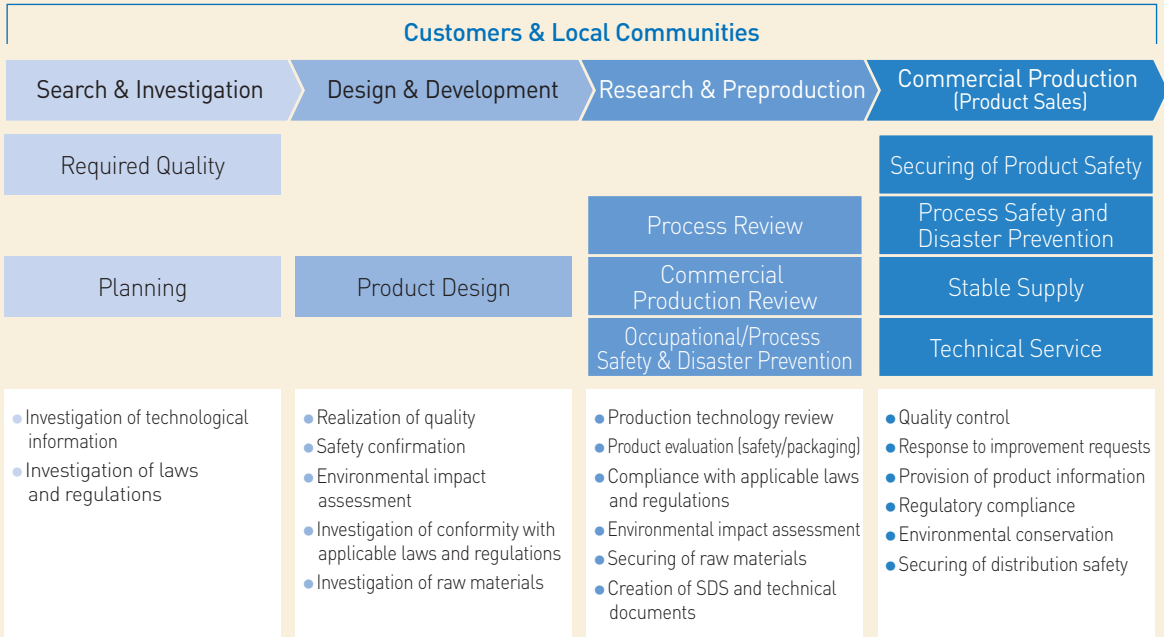 Customers & Local Communities
Search & Investigation
Design & Development
Research & Preproduction
Commercial Production
(Product Sales)
Required Quality
Planning
Product Design
Process Review
Commercial
Production Review
Occupational/Process
Safety & Disaster Prevention
Securing of Product Safety
Process Safety and
Disaster Prevention
Stable Supply
Technical Service
● Investigation of technological
information
● Investigation of laws
and regulations
● Realization of quality
● Safety confirmation
● Environmental impact
assessment
● Investigation of conformity with
applicable laws and regulations
● Investigation of raw materials
● Production technology review
● Product evaluation (safety/packaging)
● Compliance with applicable laws
and regulations
● Environmental impact assessment
● Securing of raw materials
● Creation of SDS and technical
documents
● Quality control
● Response to improvement requests
● Provision of product information
● Regulatory compliance
● Environmental conservation
● Securing of distribution safety